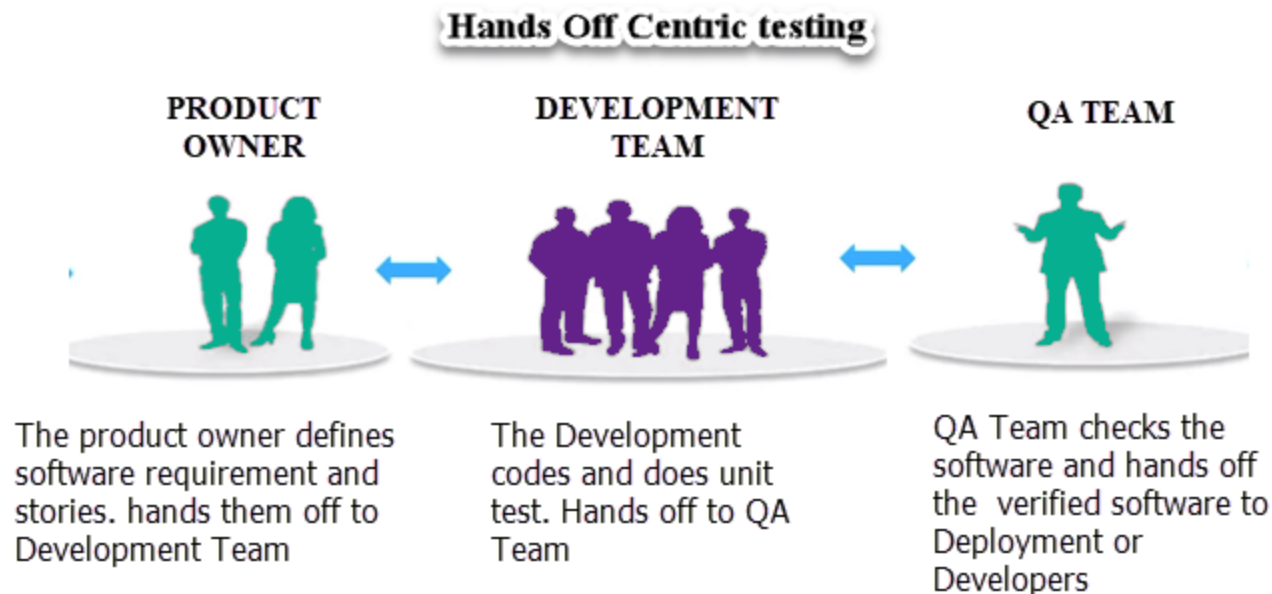 Hands Off Centric testing
PRODUCT
OWNER
The product owner defines
software requirement and
stories. hands them off to
Development Team
DEVELOPMENT
TEAM
The Development
codes and does unit
test. Hands off to QA
Team
QA TEAM
QA Team checks the
software and hands off
the  verified software to
Deployment or
Developers